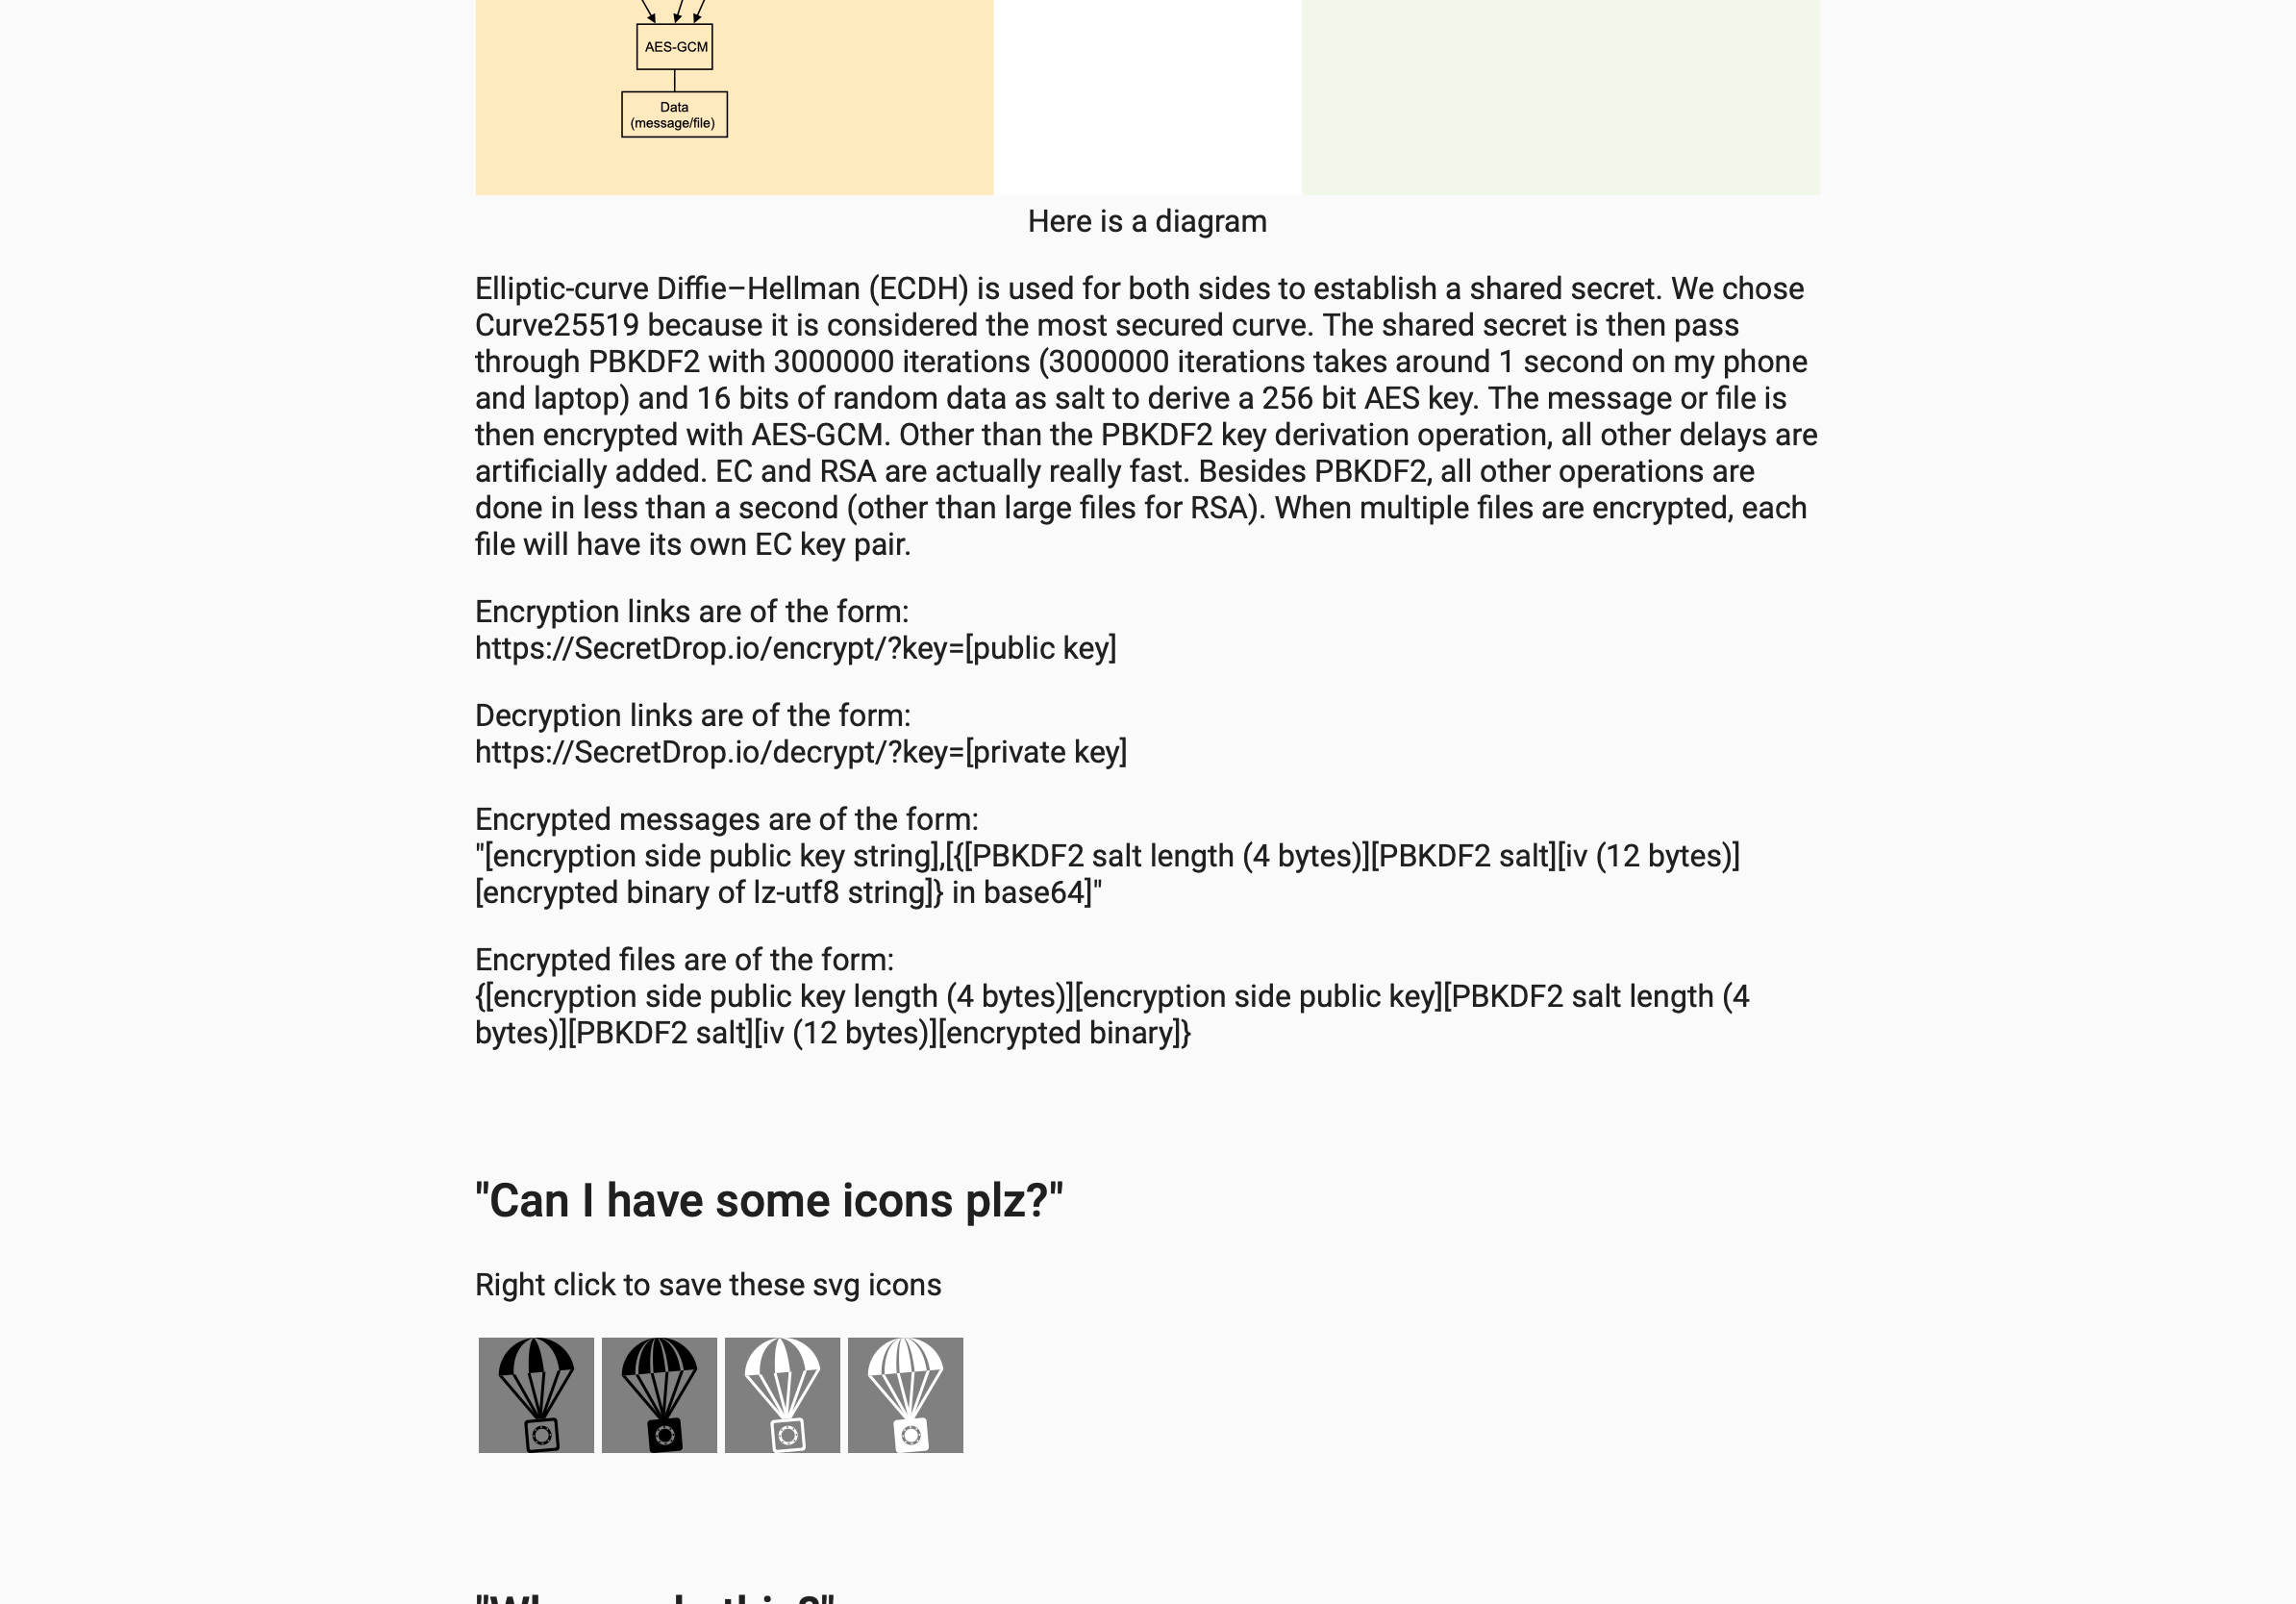 AES-GCM
Data
(message/file)
Here is a diagram
Elliptic-curve Diffie–Hellman (ECDH) is used for both sides to establish a shared secret. We chose
Curve25519 because it is considered the most secured curve. The shared secret is then pass
through PBKDF2 with 3000000 iterations (3000000 iterations takes around 1 second on my phone
and laptop) and 16 bits of random data as salt to derive a 256 bit AES key. The message or file is
then encrypted with AES-GCM. Other than the PBKDF2 key derivation operation, all other delays are
artificially added. EC and RSA are actually really fast. Besides PBKDF2, all other operations are
done in less than a second (other than large files for RSA). When multiple files are encrypted, each
file will have its own EC key pair.
Encryption links are of the form:
https://SecretDrop.io/encrypt/?key=[public key]
Decryption links are of the form:
https://SecretDrop.io/decrypt/?key=[private key]
Encrypted messages are of the form:
"[encryption side public key string],[{[PBKDF2 salt length (4 bytes)][PBKDF2 salt][iv (12 bytes)]
[encrypted binary of lz-utf8 string]} in base64]"
Encrypted files are of the form:
{[encryption side public key length (4 bytes)][encryption side public key][PBKDF2 salt length (4
bytes)][PBKDF2 salt][iv (12 bytes)][encrypted binary]}
"Can I have some icons plz?"
Right click to save these svg icons